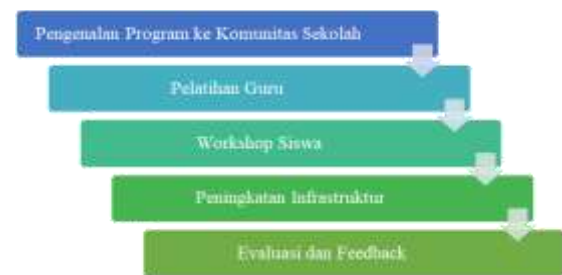 Pengenalan Program ke Komunitas Sekolah
Pelatihan Guru
Workshop Siswa
Peningkatan Infrastruktur
Evaluasi dan Feedback